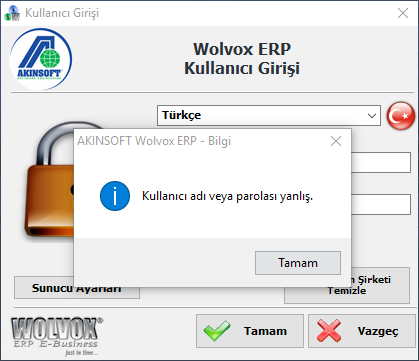 Kullanıcı Girişi
AKINSOFT
Wolvox ERP
Kullanıcı Girişi
Türkçe
AKINSOFT Wolvox ERP - Bilgi
Kullanıcı adı veya parolası yanlış.
Tamam
Sunucu Ayarları
Şirketi
Temizle
WOLVOX
ERP E-Business
Just in time...
Tamam
Vazgeç